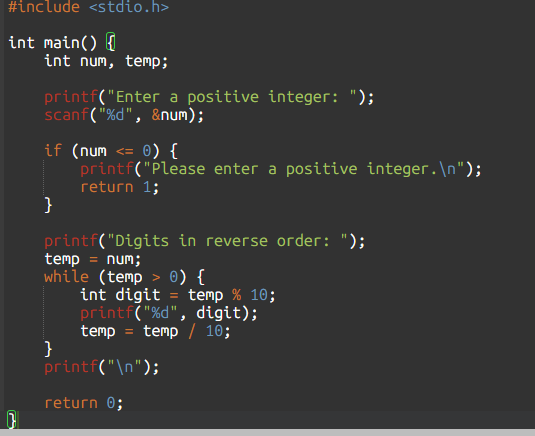 #include <stdio.h>
int main() {
int num, temp;
printf("Enter a positive integer: ");
scanf("%d", &num);
if (num <= 0) {
printf("Please enter a positive integer.\n");
return 1;
}
printf("Digits in reverse order: ");
temp = num;
while (temp > 0) {
int digit = temp % 10;
printf("%d", digit);
temp = temp / 10;
}
printf("\n");
return 0;
}